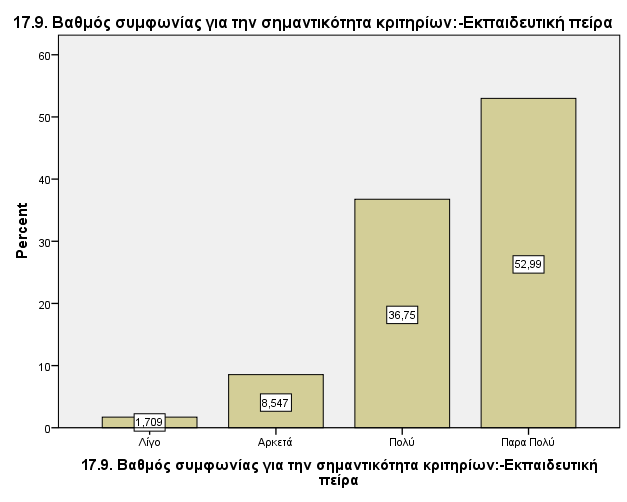 17.9. Βαθμός συμφωνίας για την σημαντικότητα κριτηρίων:-Εκπαιδευτική πείρα
60
50
40
30
20
10
0
Percent
1,709
8,547
36,75
52,99
Λίγο
Αρκετά
Πολύ
Παρα Πολύ
17.9. Βαθμός συμφωνίας για την σημαντικότητα κριτηρίων:-Εκπαιδευτική
πείρα